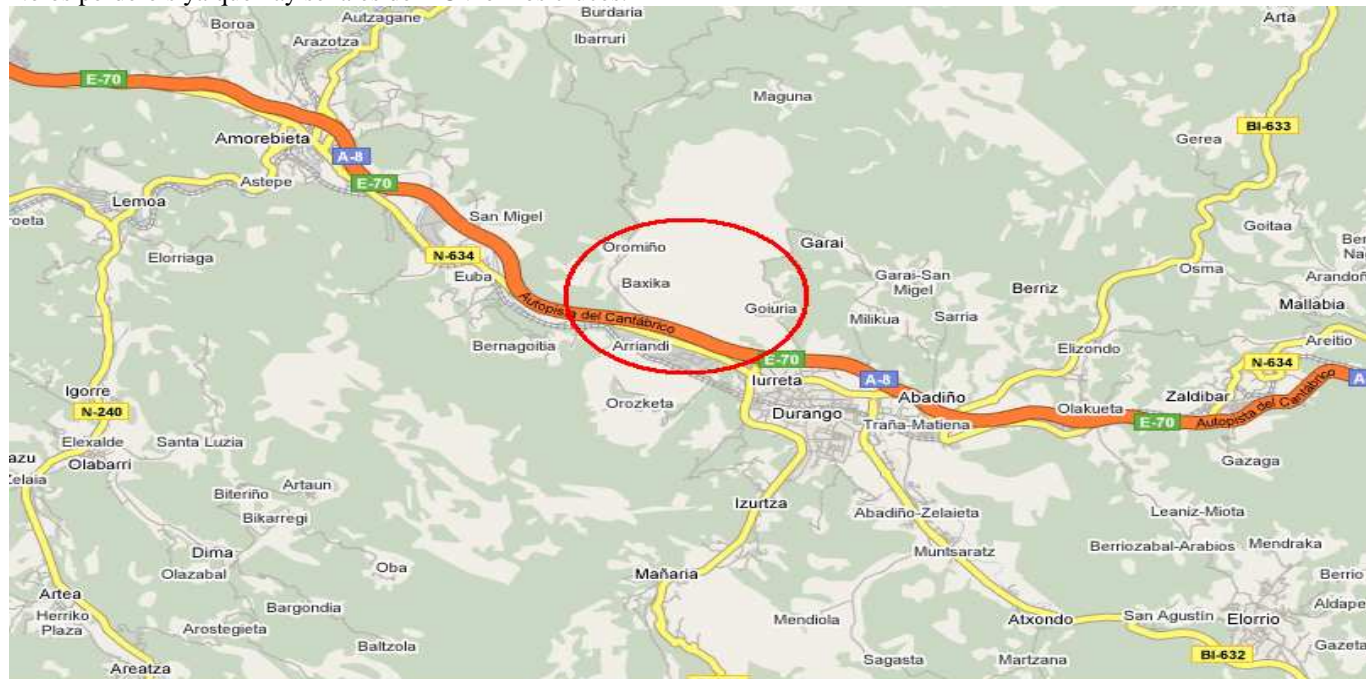 Burdaria
Arta
Boroa
Autzagane
Ibarruri
Arazotza
E-70
Maguna
BI-633
Amorebieta
Gerea
A-8
Astepe
E-70
Lemoa
San Migel
Goitaa
Oromiño
Garai
Elorriaga
N-634
Euba
Baxika
Garai-San
Migel
Osma
Berriz
Mallabia
Autopista del Cantábrico
Goiuria
Milikua
Sarria
Bernagoitia
Arriandi
Elizondo
Areitio
E-70
N-634
Iurreta
A-8
Igorre
Orozketa
Abadiño
Zaldibar
N-240
Durango
Olakueta
Autopista del Cantábrico
E-70
Traña-Matiena
Elexalde
Santa Luzia
Olabarri
Gazaga
Artaun
Biteriño
Izurtza
Abadiño-Zelaieta
Leaniz-Miota
Bikarregi
Dima
Muntsaratz
Berriozabal-Arabios
Mendraka
Olazabal
Oba
Mañaria
Berrio
Artea
Bargondia
Herriko
Plaza
Mendiola
Atxondo
San Agustín
Elorrio
Arostegieta
Baltzola
Areatza
Sagasta
Martzana
BI-632